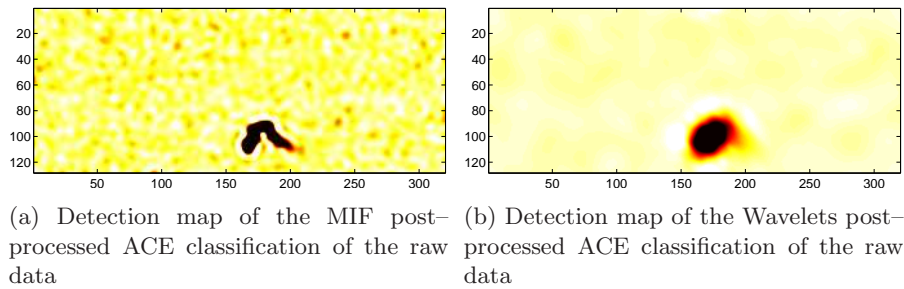 20
40
60
80
100
120
50 100 150 200 250 300
20
40
60
80
100
120
50 100 150 200 250 300
(a) Detection map of the MIF post–
processed ACE classification of the raw
data
(b) Detection map of the Wavelets post–
processed ACE classification of the raw
data